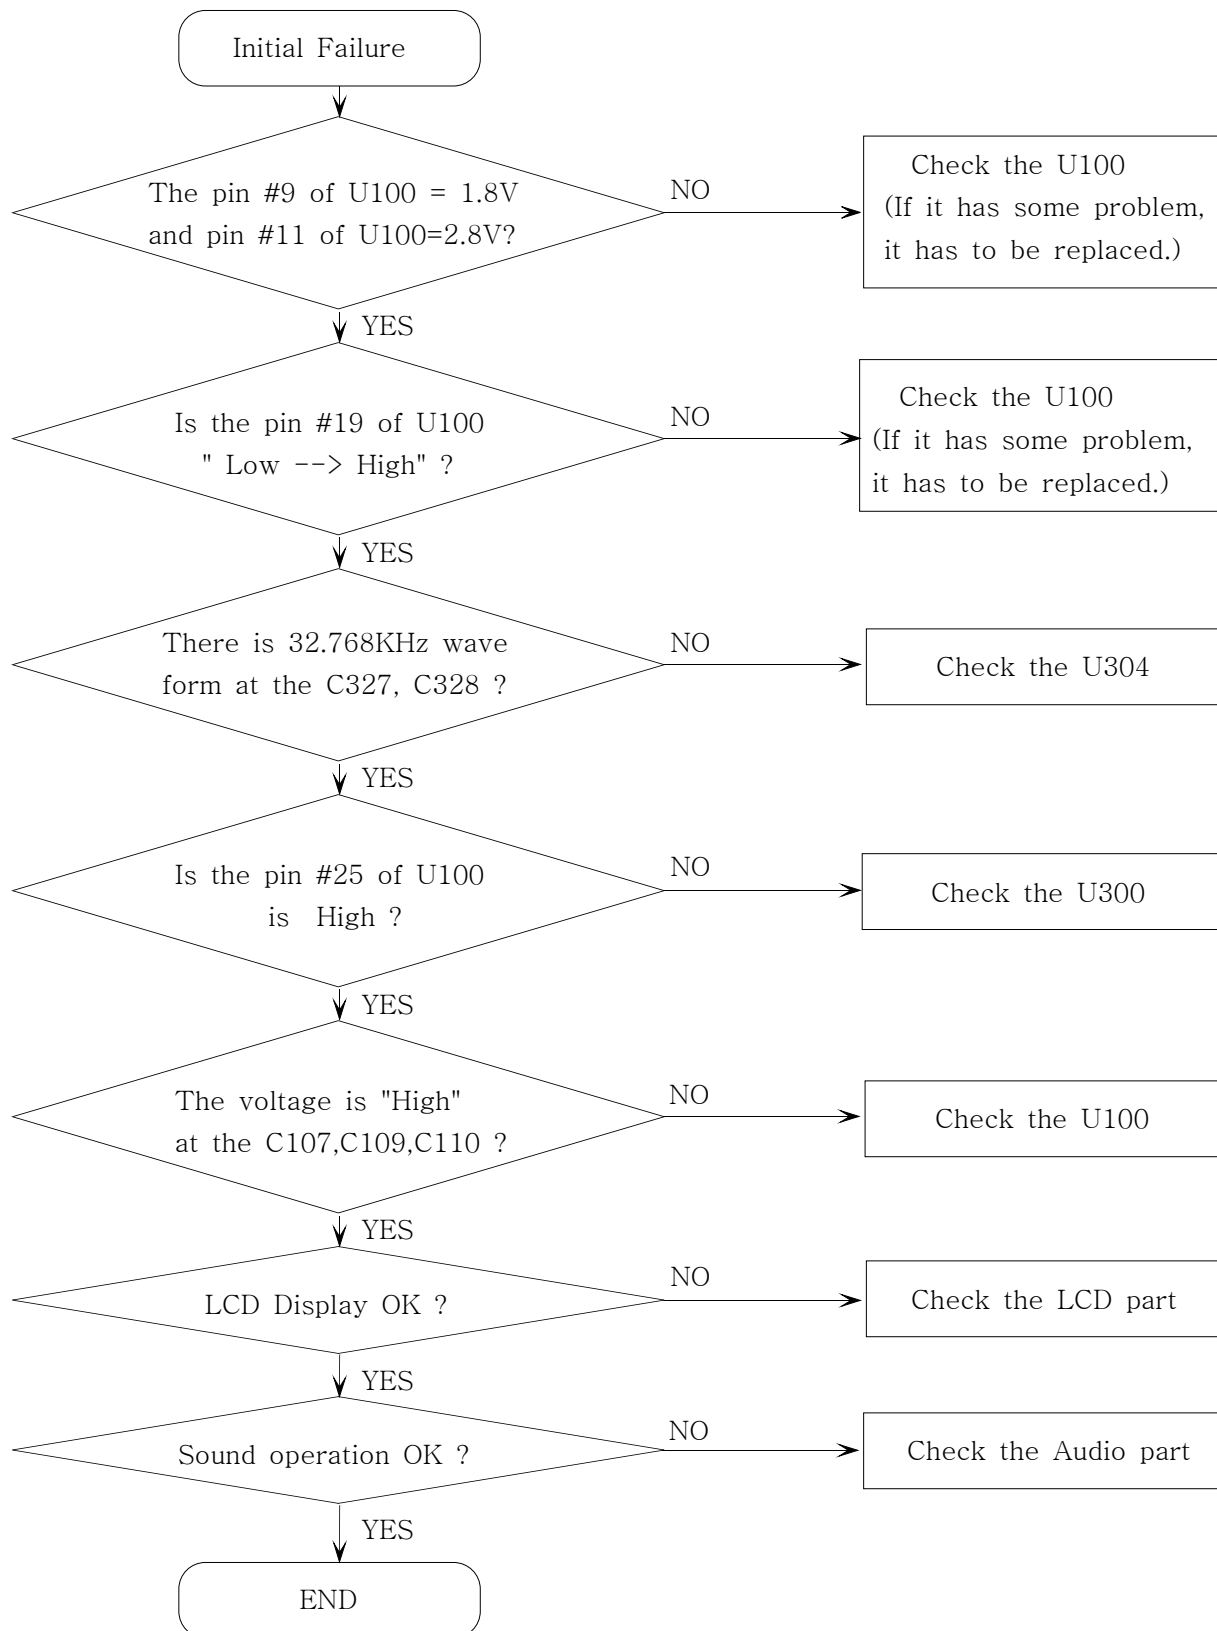 Initial Failure
The pin #9 of U100 = 1.8V
and pin #11 of U100=2.8V?
NO
Check the U100
(If it has some problem,
it has to be replaced.)
YES
Is the pin #19 of U100
" Low --> High" ?
NO
Check the U100
(If it has some problem,
it has to be replaced.)
YES
There is 32.768KHz wave
form at the C327, C328 ?
NO
Check the U304
YES
Is the pin #25 of U100
is High ?
NO
Check the U300
YES
The voltage is "High"
at the C107,C109,C110 ?
NO
Check the U100
YES
LCD Display OK ?
NO
Check the LCD part
YES
Sound operation OK ?
NO
Check the Audio part
YES
END